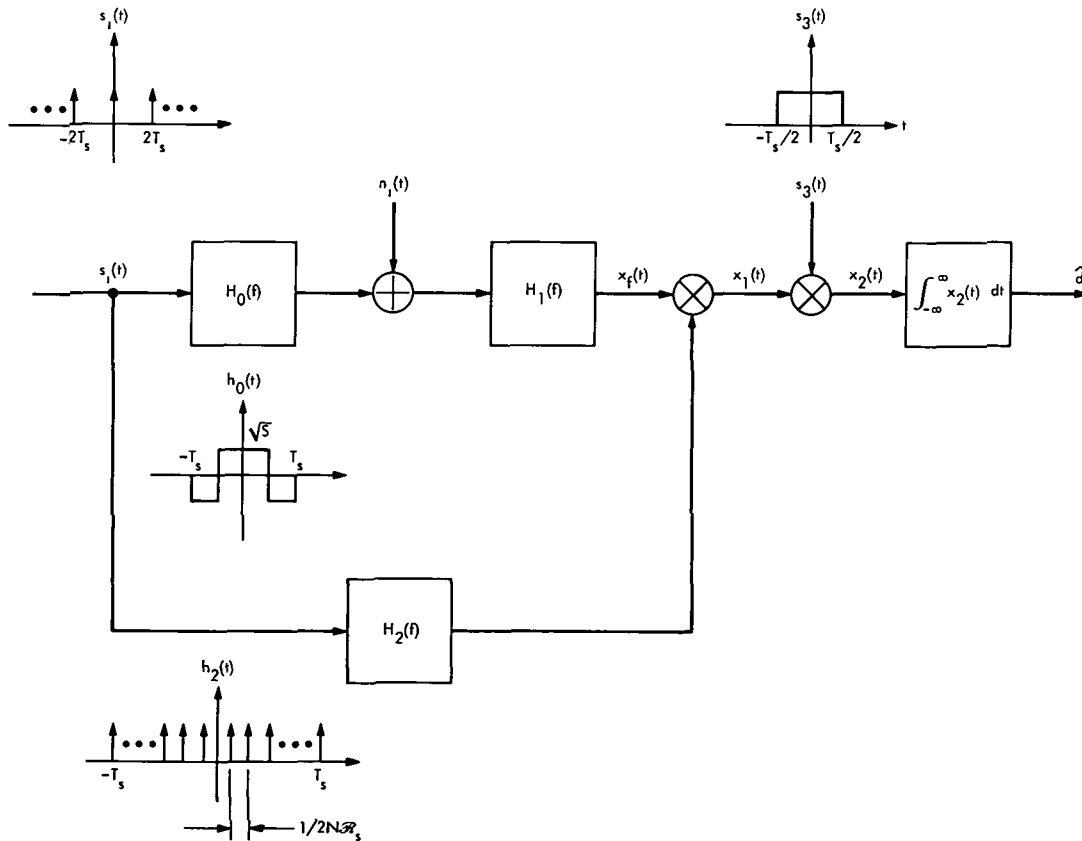 s₁(t)
s₃(t)
−2Tₛ 2Tₛ
−Tₛ/2 Tₛ/2 t
n₁(t)
s₃(t)
s₁(t)
H₀(f)
H₁(f)
x_f(t)
x₁(t)
x₂(t)
∫_{-∞}^{∞} x₂(t) dt
h₀(t)
√S
−Tₛ Tₛ
H₂(f)
h₂(t)
−Tₛ Tₛ
1/2Nℛₛ